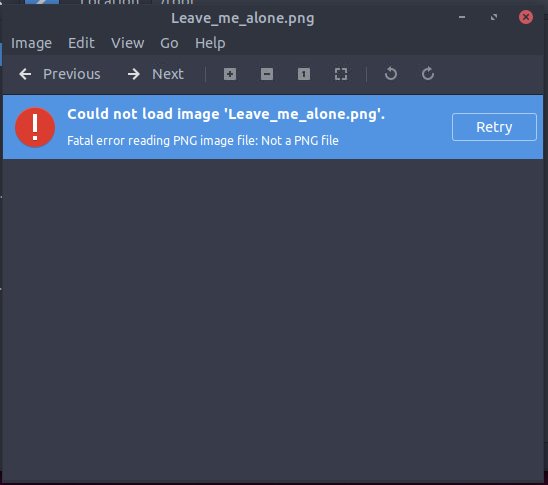 Leave_me_alone.png
Image Edit View Go Help
Previous Next
Could not load image 'Leave_me_alone.png'.
Fatal error reading PNG image file: Not a PNG file
Retry